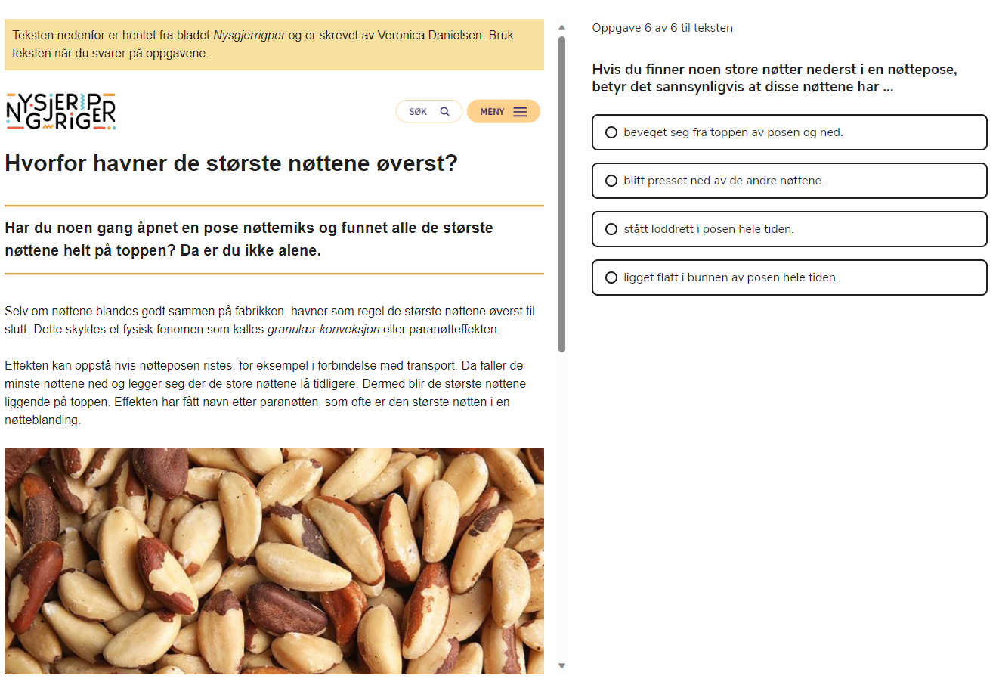 Teksten nedenfor er hentet fra bladet Nysgjerrigper og er skrevet av Veronica Danielsen. Bruk
teksten når du svarer på oppgavene.
NYSJERRIPER
NGJRiGER
SØK
MENY
Hvorfor havner de største nøttene øverst?
Har du noen gang åpnet en pose nøttemiks og funnet alle de største
nøttene helt på toppen? Da er du ikke alene.
Selv om nøttene blandes godt sammen på fabrikken, havner som regel de største nøttene øverst til
slutt. Dette skyldes et fysisk fenomen som kalles granulær konveksjon eller paranøtteffekten.
Effekten kan oppstå hvis nøtteposen ristes, for eksempel i forbindelse med transport. Da faller de
minste nøttene ned og legger seg der de store nøttene lå tidligere. Dermed blir de største nøttene
liggende på toppen. Effekten har fått navn etter paranøtten, som ofte er den største nøtten i en
nøtteblanding.
Oppgave 6 av 6 til teksten
Hvis du finner noen store nøtter nederst i en nøttepose,
betyr det sannsynligvis at disse nøttene har ...
beveget seg fra toppen av posen og ned.
blitt presset ned av de andre nøttene.
stått loddrett i posen hele tiden.
ligget flatt i bunnen av posen hele tiden.